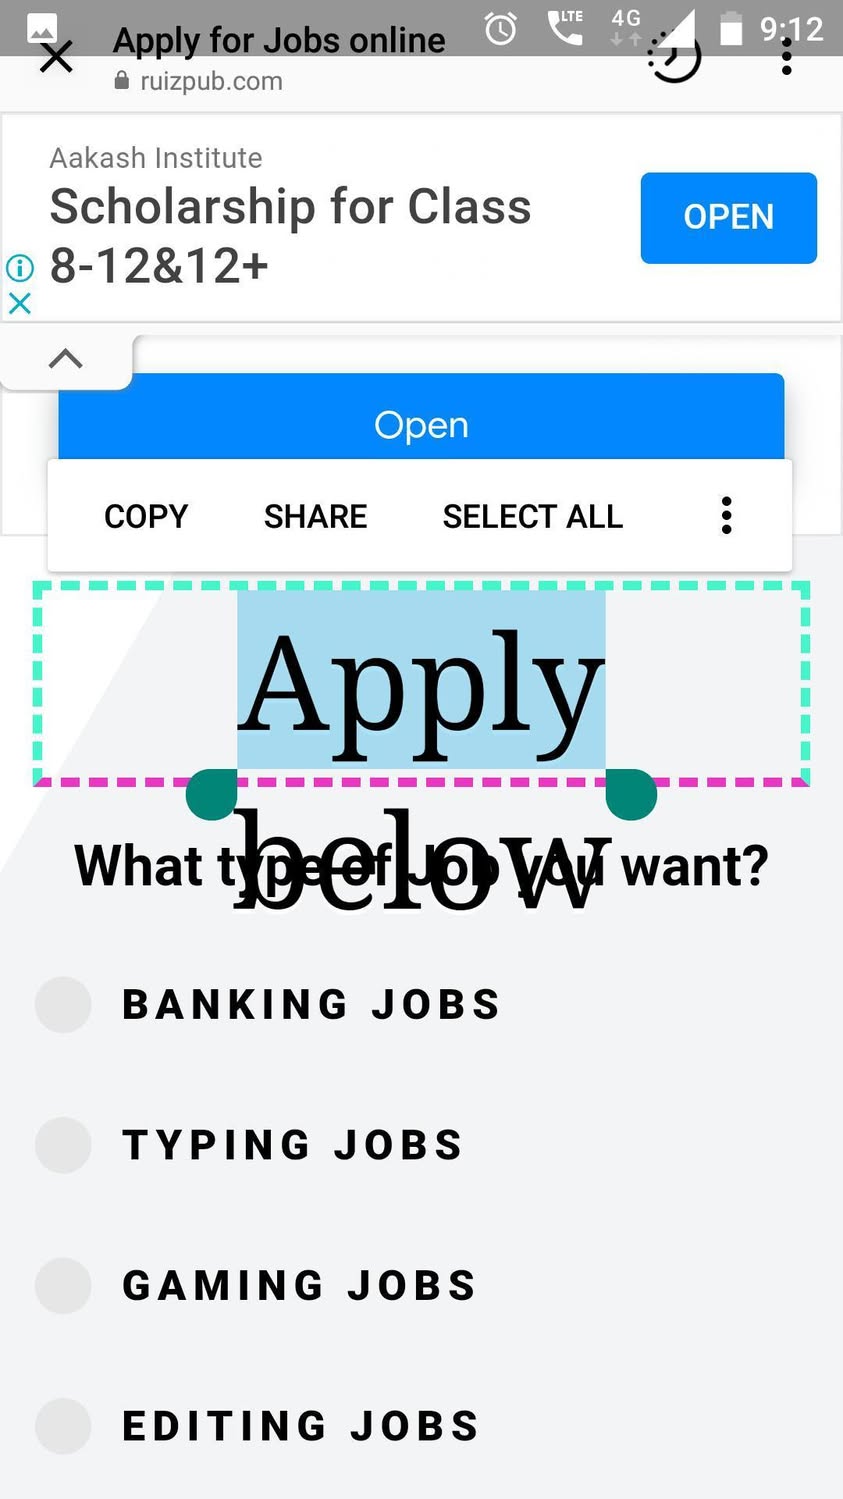 LTE 4G 9:12
Apply for Jobs online
ruizpub.com
Aakash Institute
Scholarship for Class
8-12&12+
OPEN
Open
COPY SHARE SELECT ALL
Apply
below
What type of Job you want?
BANKING JOBS
TYPING JOBS
GAMING JOBS
EDITING JOBS